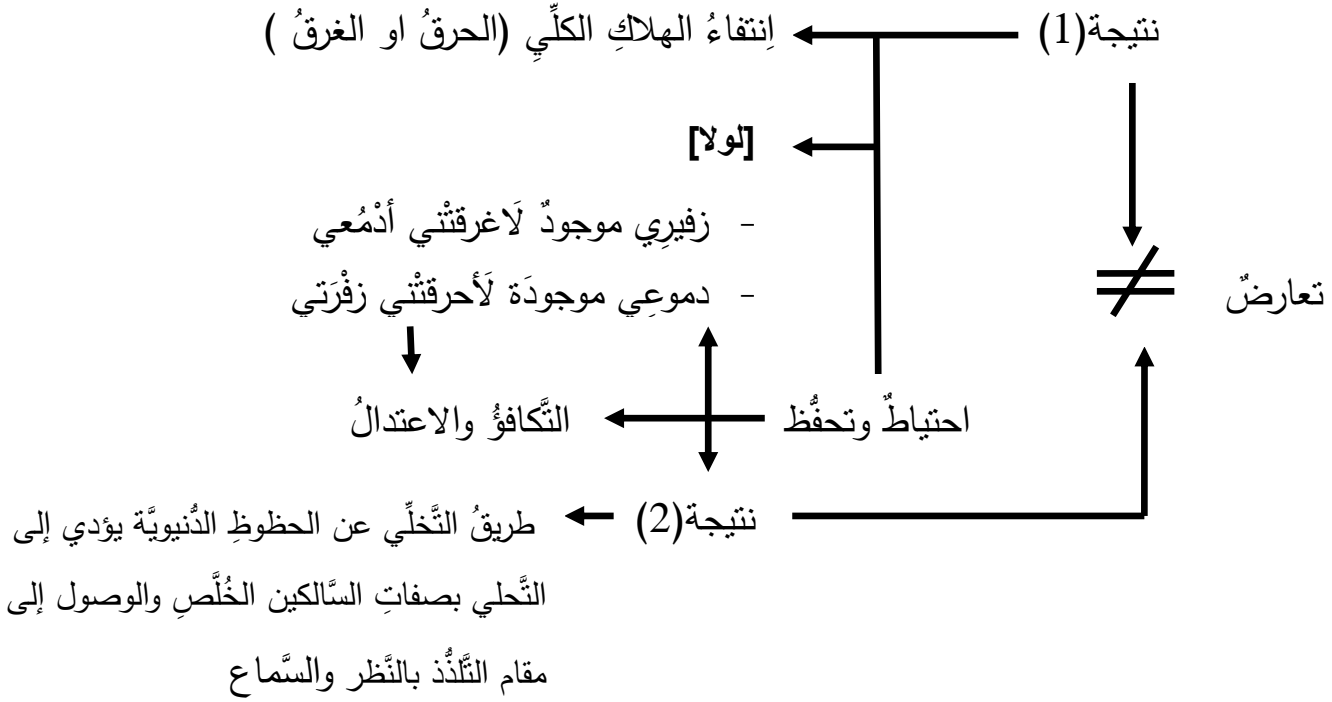 نتيجة(1) اِنتفاءُ الهلاكِ الكلِّيِ (الحرقُ او الغرقُ )
[لولا]
- زفيرِي موجودٌ لَاغرقتْني أدْمُعي
- دموعِي موجودَة لَأحرقتْني زفْرَتي
تعارضٌ
احتياطٌ وتحفُّظ التَّكافؤُ والاعتدالُ
نتيجة(2) طريقُ التَّخلِّي عن الحظوظِ الدُّنيويَّة يؤدي إلى
التَّحلي بصفاتِ السَّالكين الخُلَّصِ والوصول إلى
مقام التَّلذُّذ بالنَّظر والسَّماع